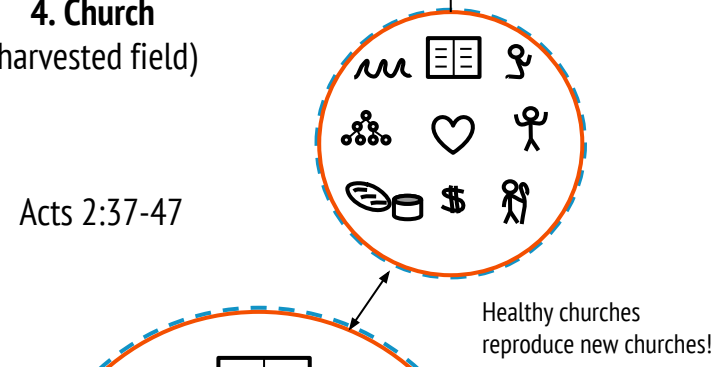 4. Church
harvested field)
Acts 2:37-47
$
Healthy churches
reproduce new churches!